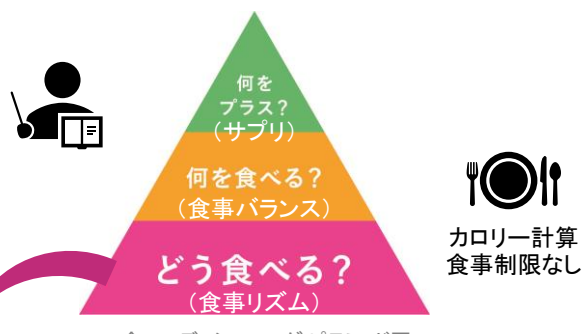 何を
プラス？
（サプリ）
何を食べる？
（食事バランス）
どう食べる？
（食事リズム）
カロリー計算
食事制限なし